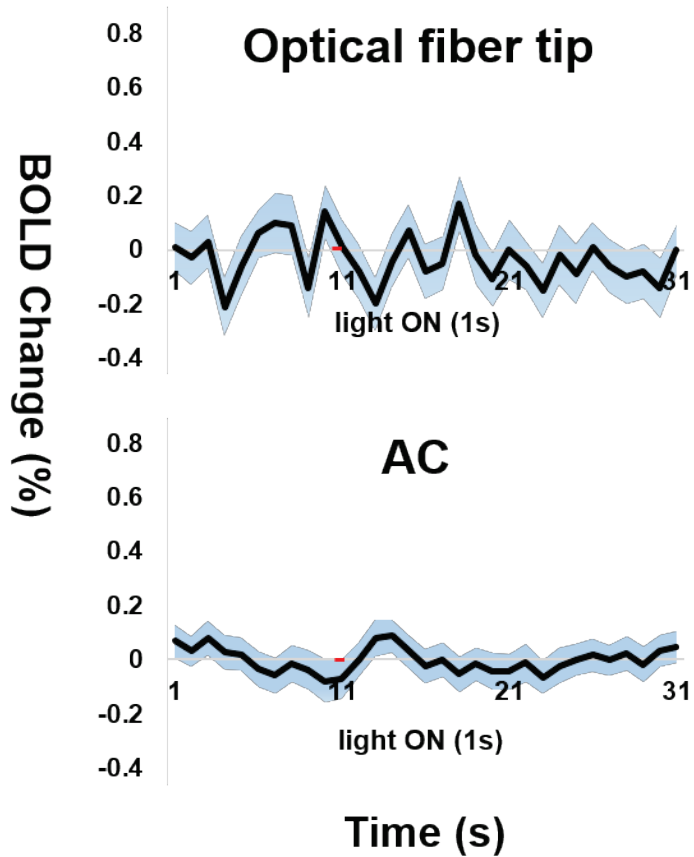 BOLD Change (%)
Optical fiber tip
0.8
0.6
0.4
0.2
0
-0.2
-0.4
1 11 21 31
light ON (1s)
AC
0.8
0.6
0.4
0.2
0
-0.2
-0.4
1 11 21 31
light ON (1s)
Time (s)